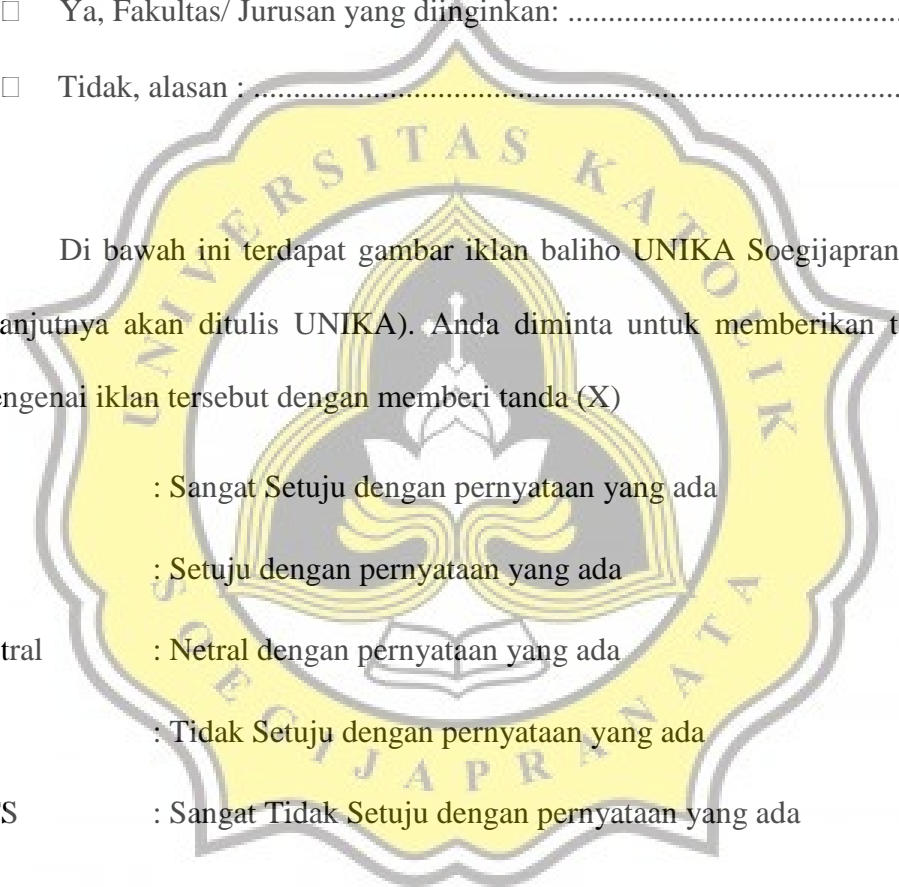 □ Ya, Fakultas/ Jurusan yang diinginkan: ..........................................
□ Tidak, alasan : ..................................................................................
UNIVERSITAS KATOLIK
Di bawah ini terdapat gambar iklan baliho UNIKA Soegijapran
anjutnya akan ditulis UNIKA). Anda diminta untuk memberikan t
engenai iklan tersebut dengan memberi tanda (X)
: Sangat Setuju dengan pernyataan yang ada
: Setuju dengan pernyataan yang ada
tral : Netral dengan pernyataan yang ada
: Tidak Setuju dengan pernyataan yang ada
S : Sangat Tidak Setuju dengan pernyataan yang ada
SOEGIJAPRANATA